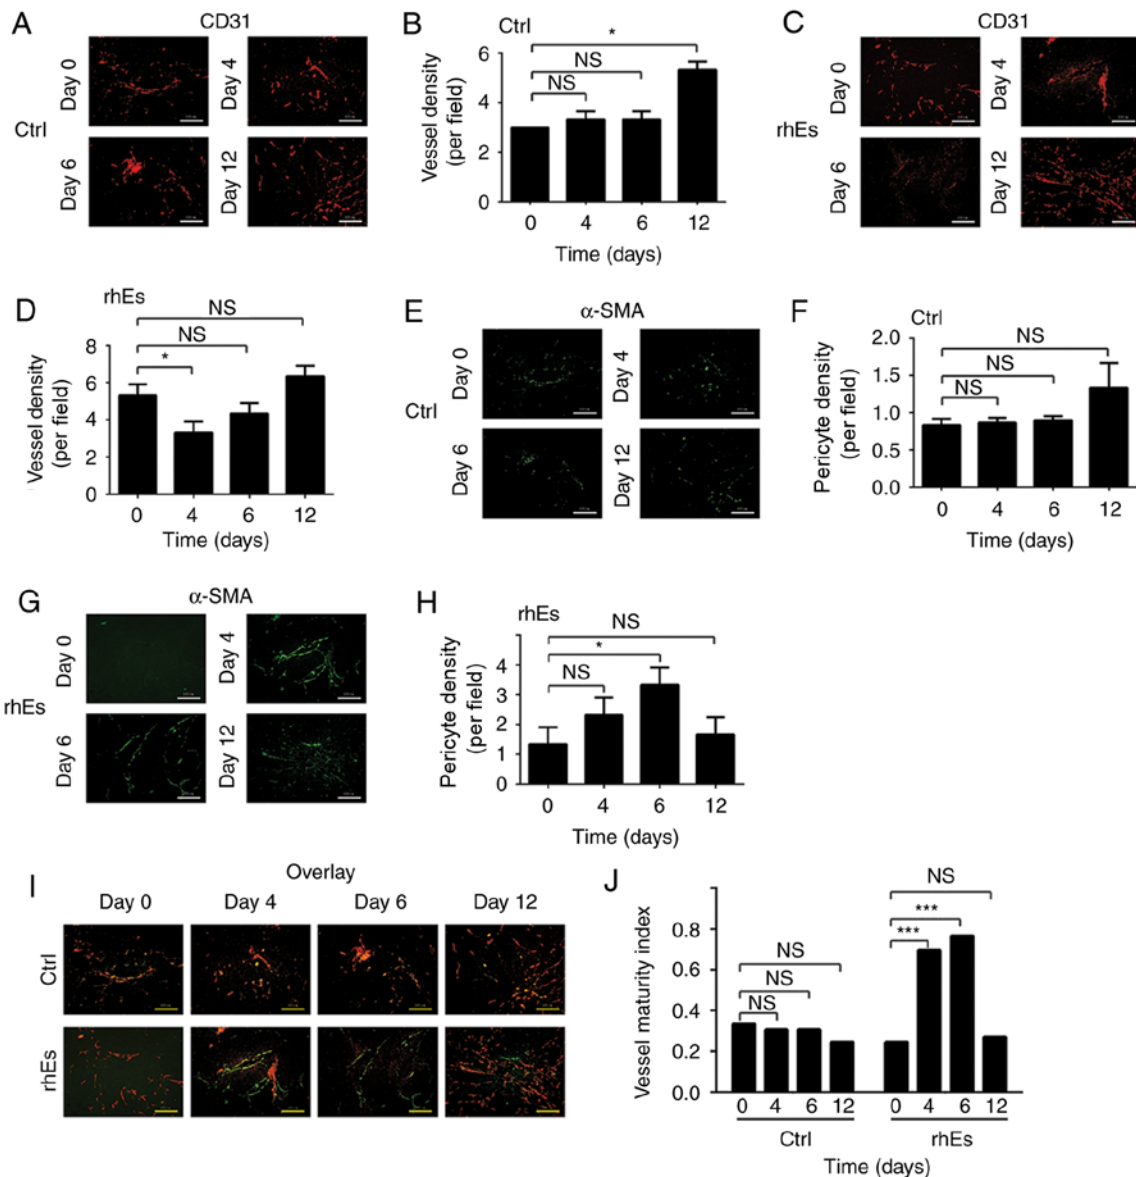 A
CD31
Ctrl
Day 0
Day 4
Day 6
Day 12
B
Ctrl
*
NS
NS
Vessel density
(per field)
6
4
2
0
0 4 6 12
Time (days)
C
CD31
rhEs
Day 0
Day 4
Day 6
Day 12
D
rhEs
NS
NS
*
Vessel density
(per field)
8
6
4
2
0
0 4 6 12
Time (days)
E
α-SMA
Ctrl
Day 0
Day 4
Day 6
Day 12
F
Ctrl
NS
NS
NS
Pericyte density
(per field)
2.0
1.5
1.0
0.5
0.0
0 4 6 12
Time (days)
G
α-SMA
rhEs
Day 0
Day 4
Day 6
Day 12
H
rhEs
NS
*
NS
Pericyte density
(per field)
4
3
2
1
0
0 4 6 12
Time (days)
I
Overlay
Day 0 Day 4 Day 6 Day 12
Ctrl
rhEs
J
NS
***
***
NS
NS
NS
Vessel maturity index
0.8
0.6
0.4
0.2
0.0
0 4 6 12 0 4 6 12
Ctrl rhEs
Time (days)